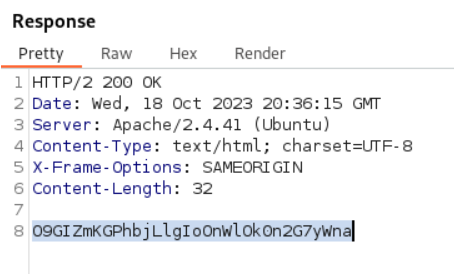 Response
Pretty Raw Hex Render
1 HTTP/2 200 OK
2 Date: Wed, 18 Oct 2023 20:36:15 GMT
3 Server: Apache/2.4.41 (Ubuntu)
4 Content-Type: text/html; charset=UTF-8
5 X-Frame-Options: SAMEORIGIN
6 Content-Length: 32
7
8 O9GIZmKGPhbjLlgIoOnWlOkOn2G7yWna